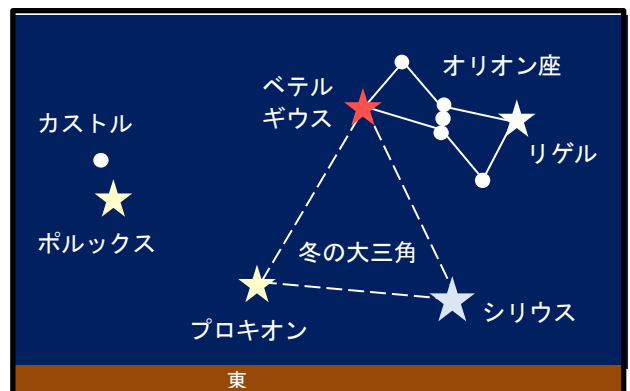 オリオン座
ベテル
ギウス
カストル
リゲル
ポルックス
冬の大三角
シリウス
プロキオン
東